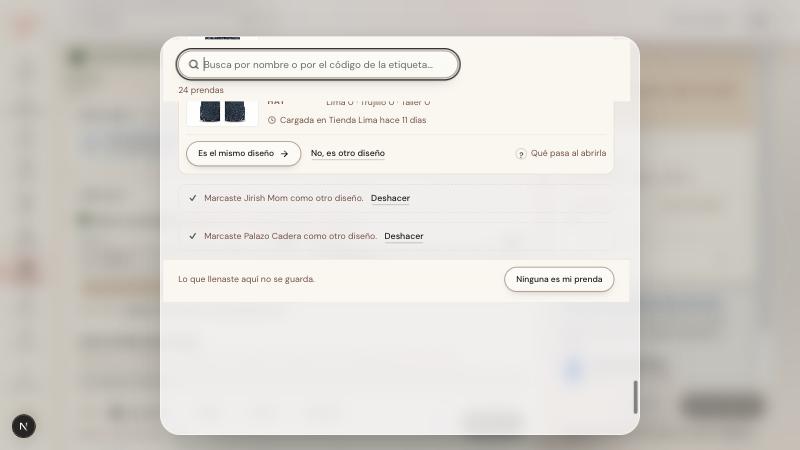 Busca por nombre o por el código de la etiqueta...
24 prendas
HAY Lima 0 · Trujillo 0 · Taller 0
Cargada en Tienda Lima hace 11 días
Es el mismo diseño →
No, es otro diseño
? Qué pasa al abrirla
Marcaste Jirish Mom como otro diseño. Deshacer
Marcaste Palazo Cadera como otro diseño. Deshacer
Lo que llenaste aquí no se guarda.
Ninguna es mi prenda
N